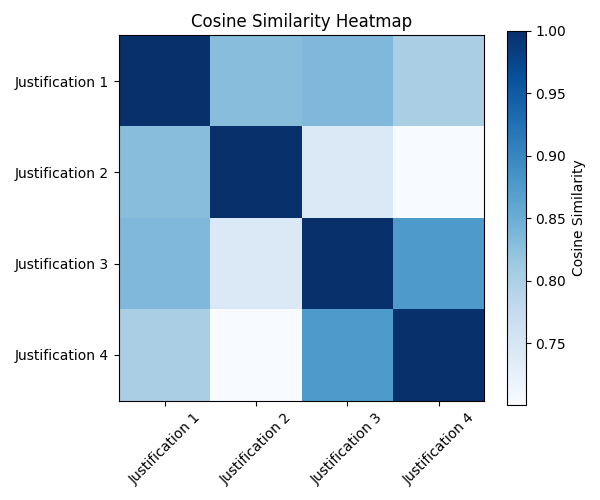 Cosine Similarity Heatmap
Justification 1
Justification 2
Justification 3
Justification 4
Justification 1
Justification 2
Justification 3
Justification 4
1.00
0.95
0.90
0.85
0.80
0.75
Cosine Similarity